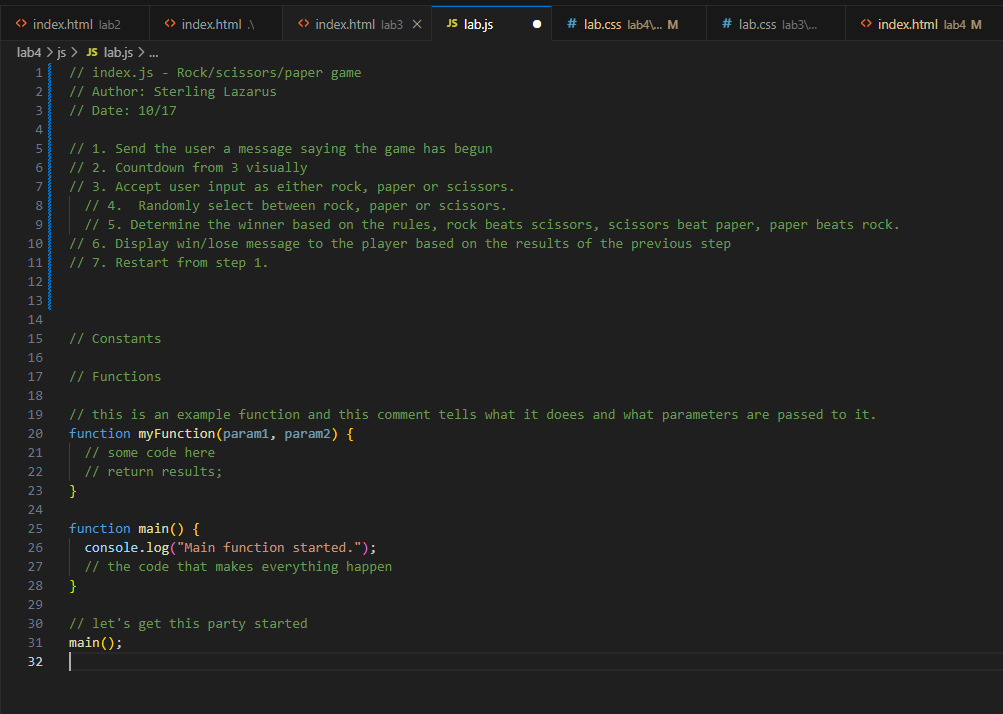 <> index.html lab2
<> index.html .\
<> index.html lab3 ×
JS lab.js ●
# lab.css lab4\... M
# lab.css lab3\...
<> index.html lab4 M
lab4 > js > JS lab.js > ...
1 // index.js - Rock/scissors/paper game
2 // Author: Sterling Lazarus
3 // Date: 10/17
4
5 // 1. Send the user a message saying the game has begun
6 // 2. Countdown from 3 visually
7 // 3. Accept user input as either rock, paper or scissors.
8 // 4.  Randomly select between rock, paper or scissors.
9 // 5. Determine the winner based on the rules, rock beats scissors, scissors beat paper, paper beats rock.
10 // 6. Display win/lose message to the player based on the results of the previous step
11 // 7. Restart from step 1.
12
13
14
15 // Constants
16
17 // Functions
18
19 // this is an example function and this comment tells what it doees and what parameters are passed to it.
20 function myFunction(param1, param2) {
21 // some code here
22 // return results;
23 }
24
25 function main() {
26 console.log("Main function started.");
27 // the code that makes everything happen
28 }
29
30 // let's get this party started
31 main();
32